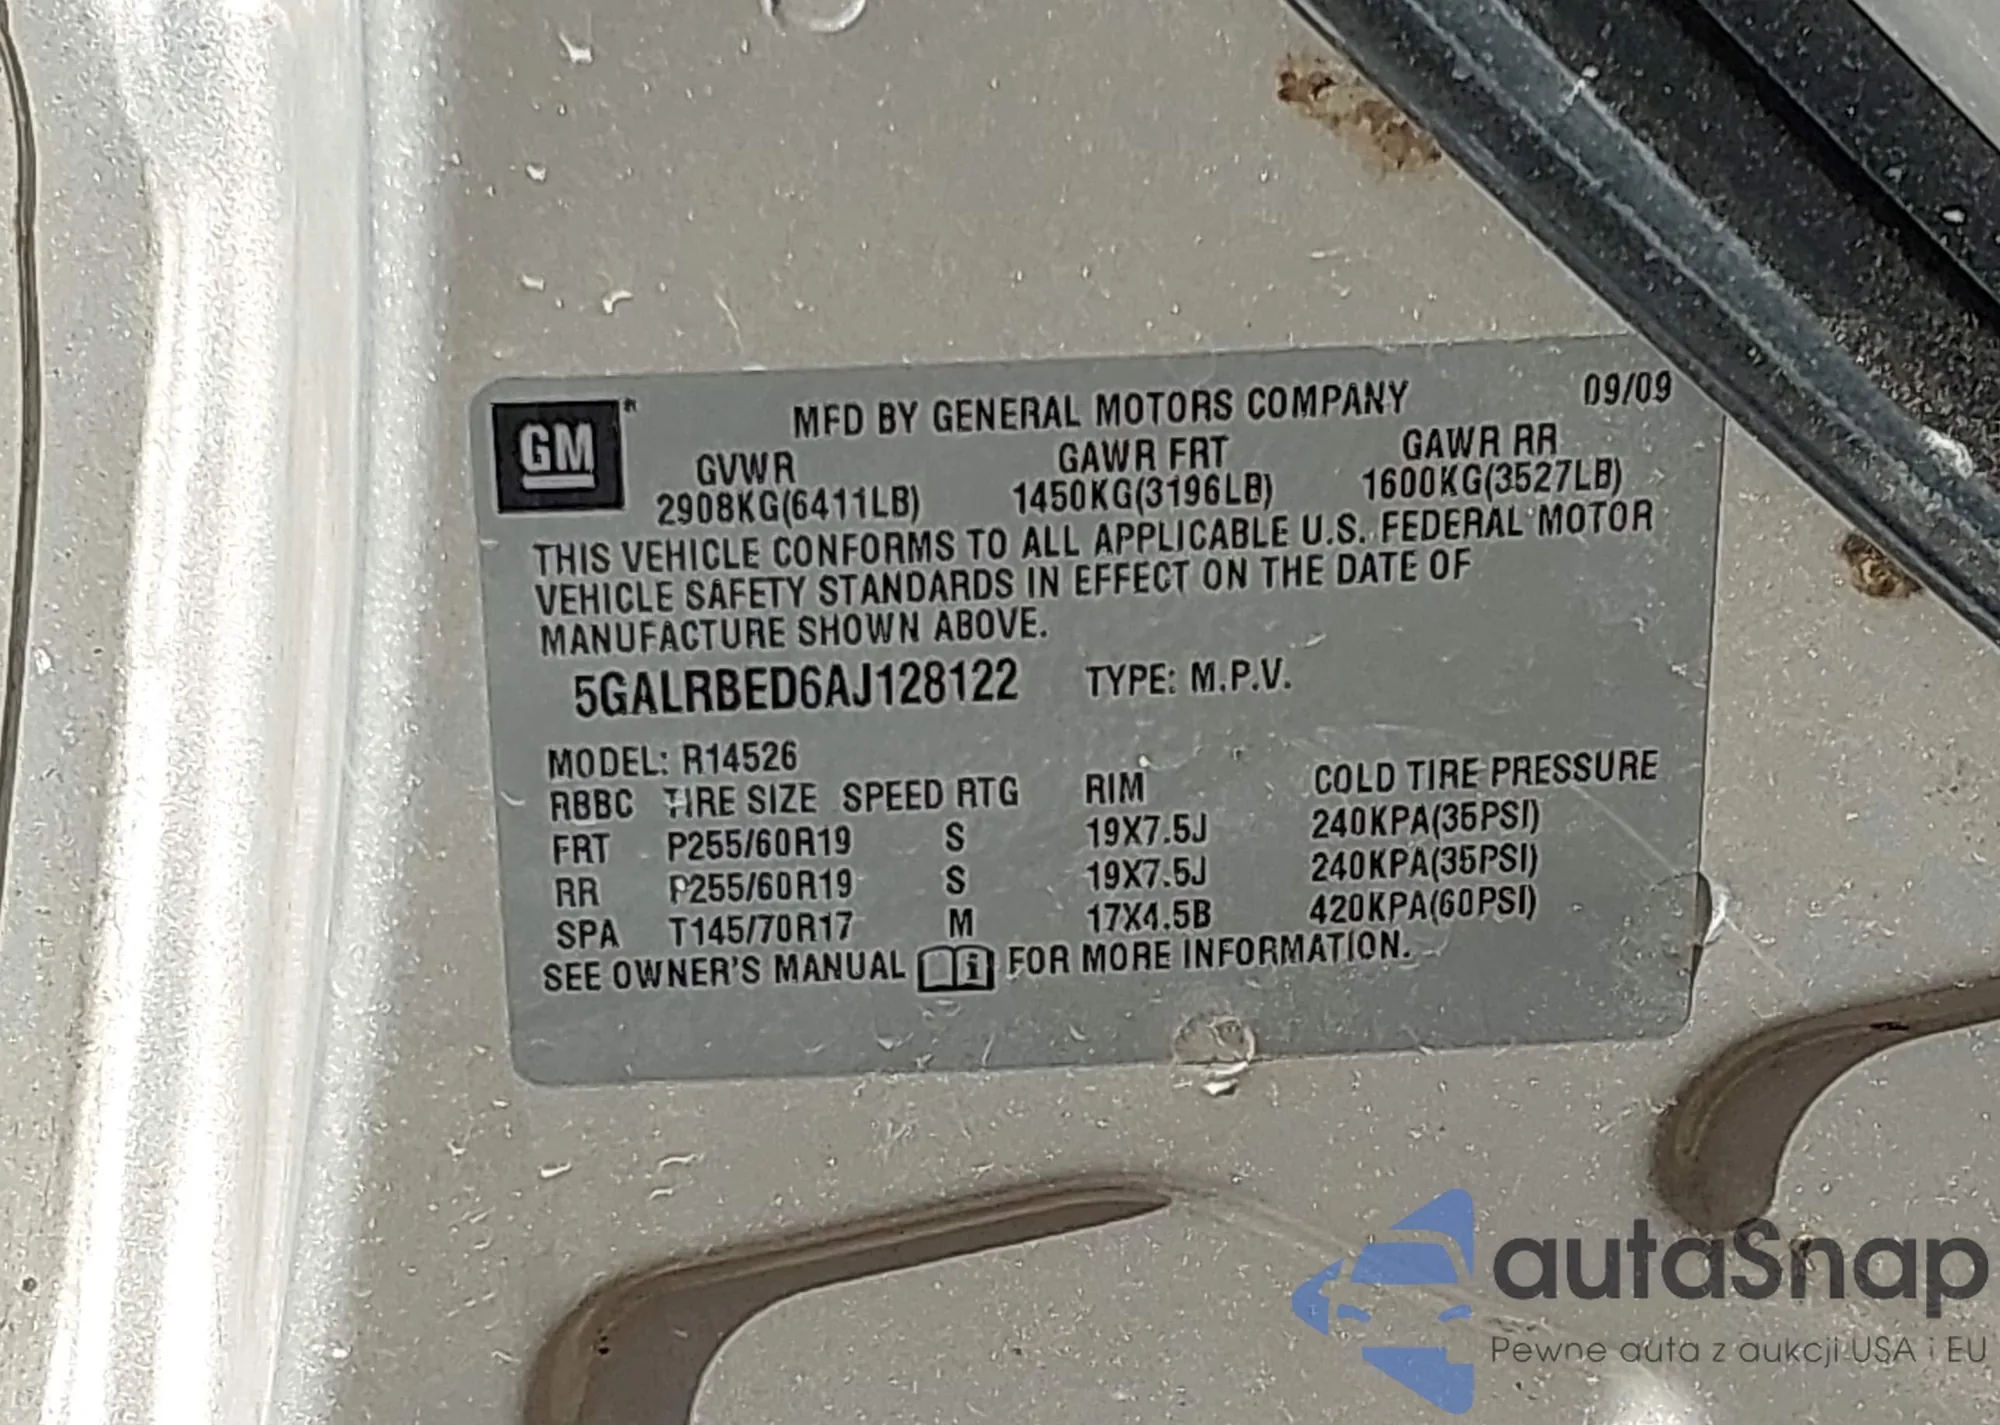 GM
MFD BY GENERAL MOTORS COMPANY 09/09
GVWR GAWR FRT GAWR RR
2908KG(6411LB) 1450KG(3196LB) 1600KG(3527LB)
THIS VEHICLE CONFORMS TO ALL APPLICABLE U.S. FEDERAL MOTOR
VEHICLE SAFETY STANDARDS IN EFFECT ON THE DATE OF
MANUFACTURE SHOWN ABOVE.
5GALRBED6AJ128122 TYPE: M.P.V.
MODEL: R14526
RBBC TIRE SIZE SPEED RTG RIM COLD TIRE PRESSURE
FRT P255/60R19 S 19X7.5J 240KPA(35PSI)
RR P255/60R19 S 19X7.5J 240KPA(35PSI)
SPA T145/70R17 M 17X4.5B 420KPA(60PSI)
SEE OWNER'S MANUAL FOR MORE INFORMATION.
autaSnap
Pewne auta z aukcji USA i EU